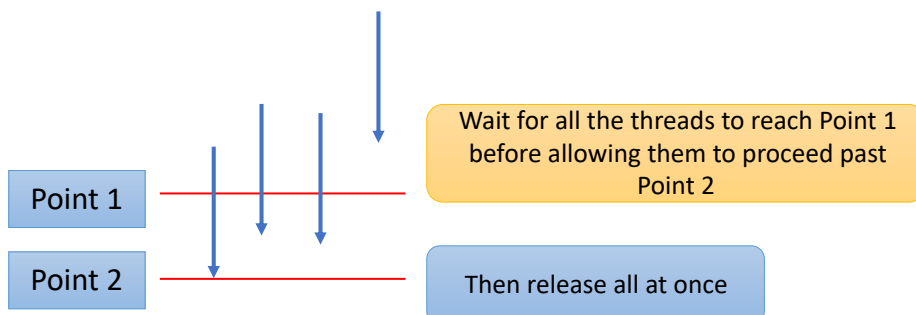 Wait for all the threads to reach Point 1
before allowing them to proceed past
Point 2
Point 1
Point 2
Then release all at once